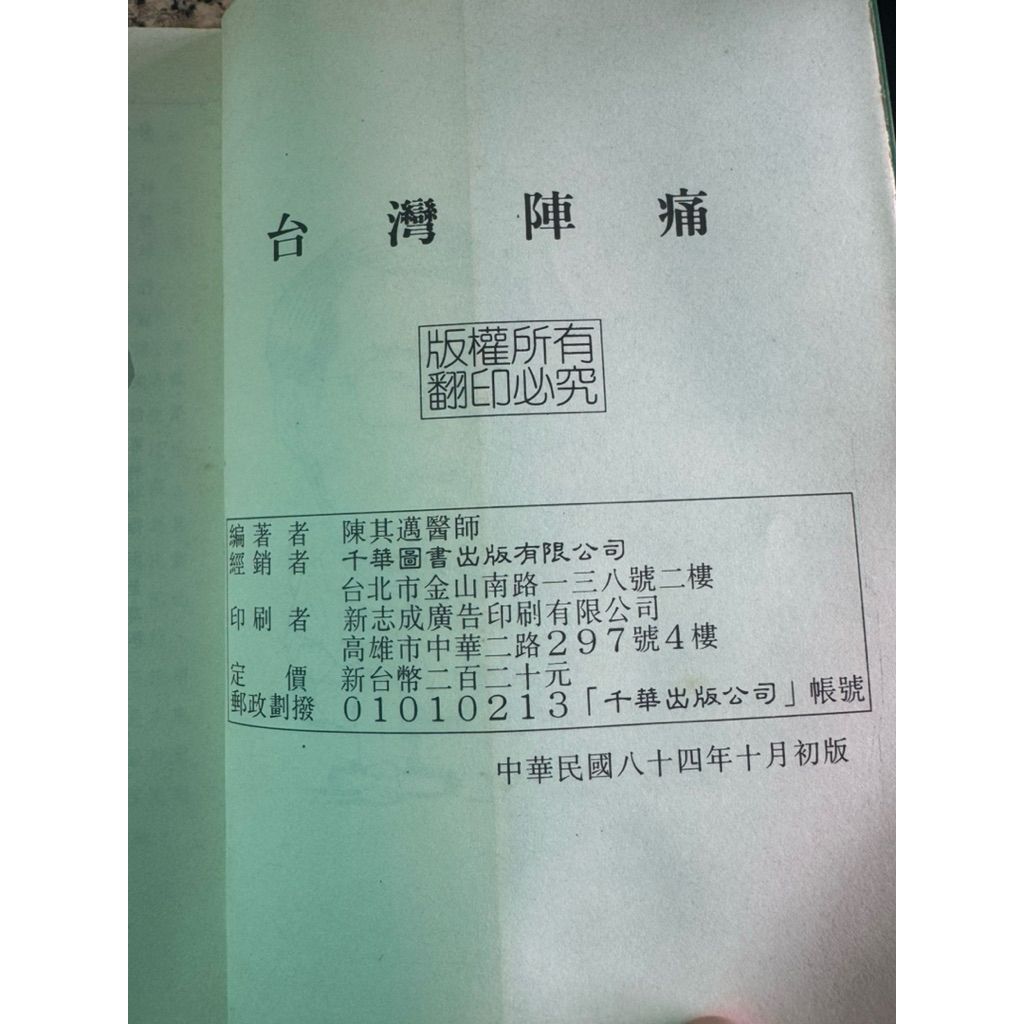 台灣陣痛
版權所有
翻印必究
編著者 陳其邁醫師
經銷者 千華圖書出版有限公司
台北市金山南路一三八號二樓
印刷者 新志成廣告印刷有限公司
高雄市中華二路297號4樓
定價 新台幣二百二十元
郵政劃撥 01010213「千華出版公司」帳號
中華民國八十四年十月初版